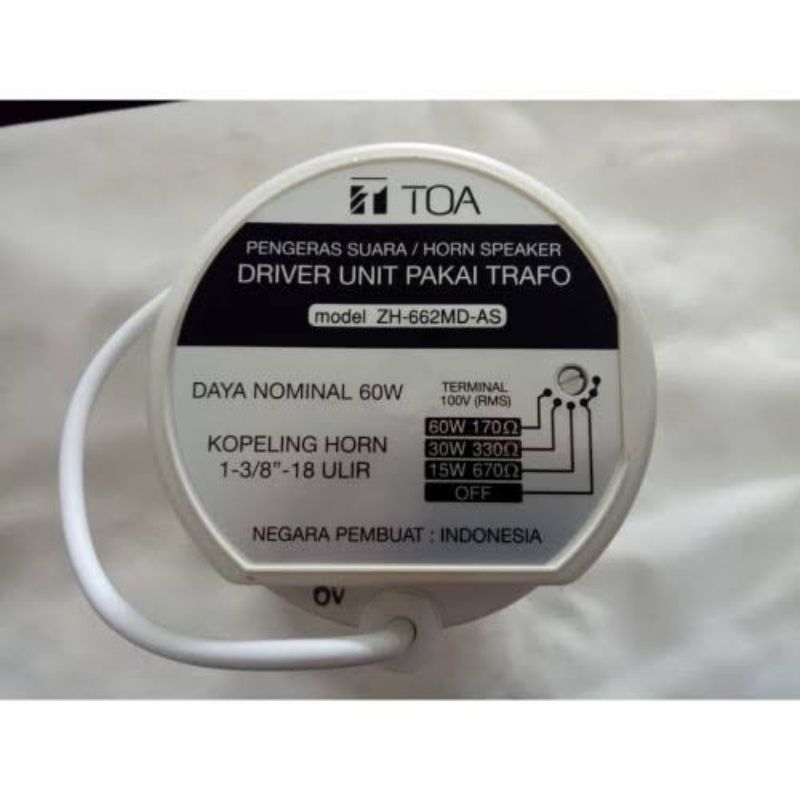 TOA
PENGERAS SUARA / HORN SPEAKER
DRIVER UNIT PAKAI TRAFO
model ZH-662MD-AS
DAYA NOMINAL 60W
TERMINAL
100V (RMS)
60W 170Ω
30W 330Ω
15W 670Ω
OFF
KOPELING HORN
1-3/8"-18 ULIR
NEGARA PEMBUAT : INDONESIA
OV